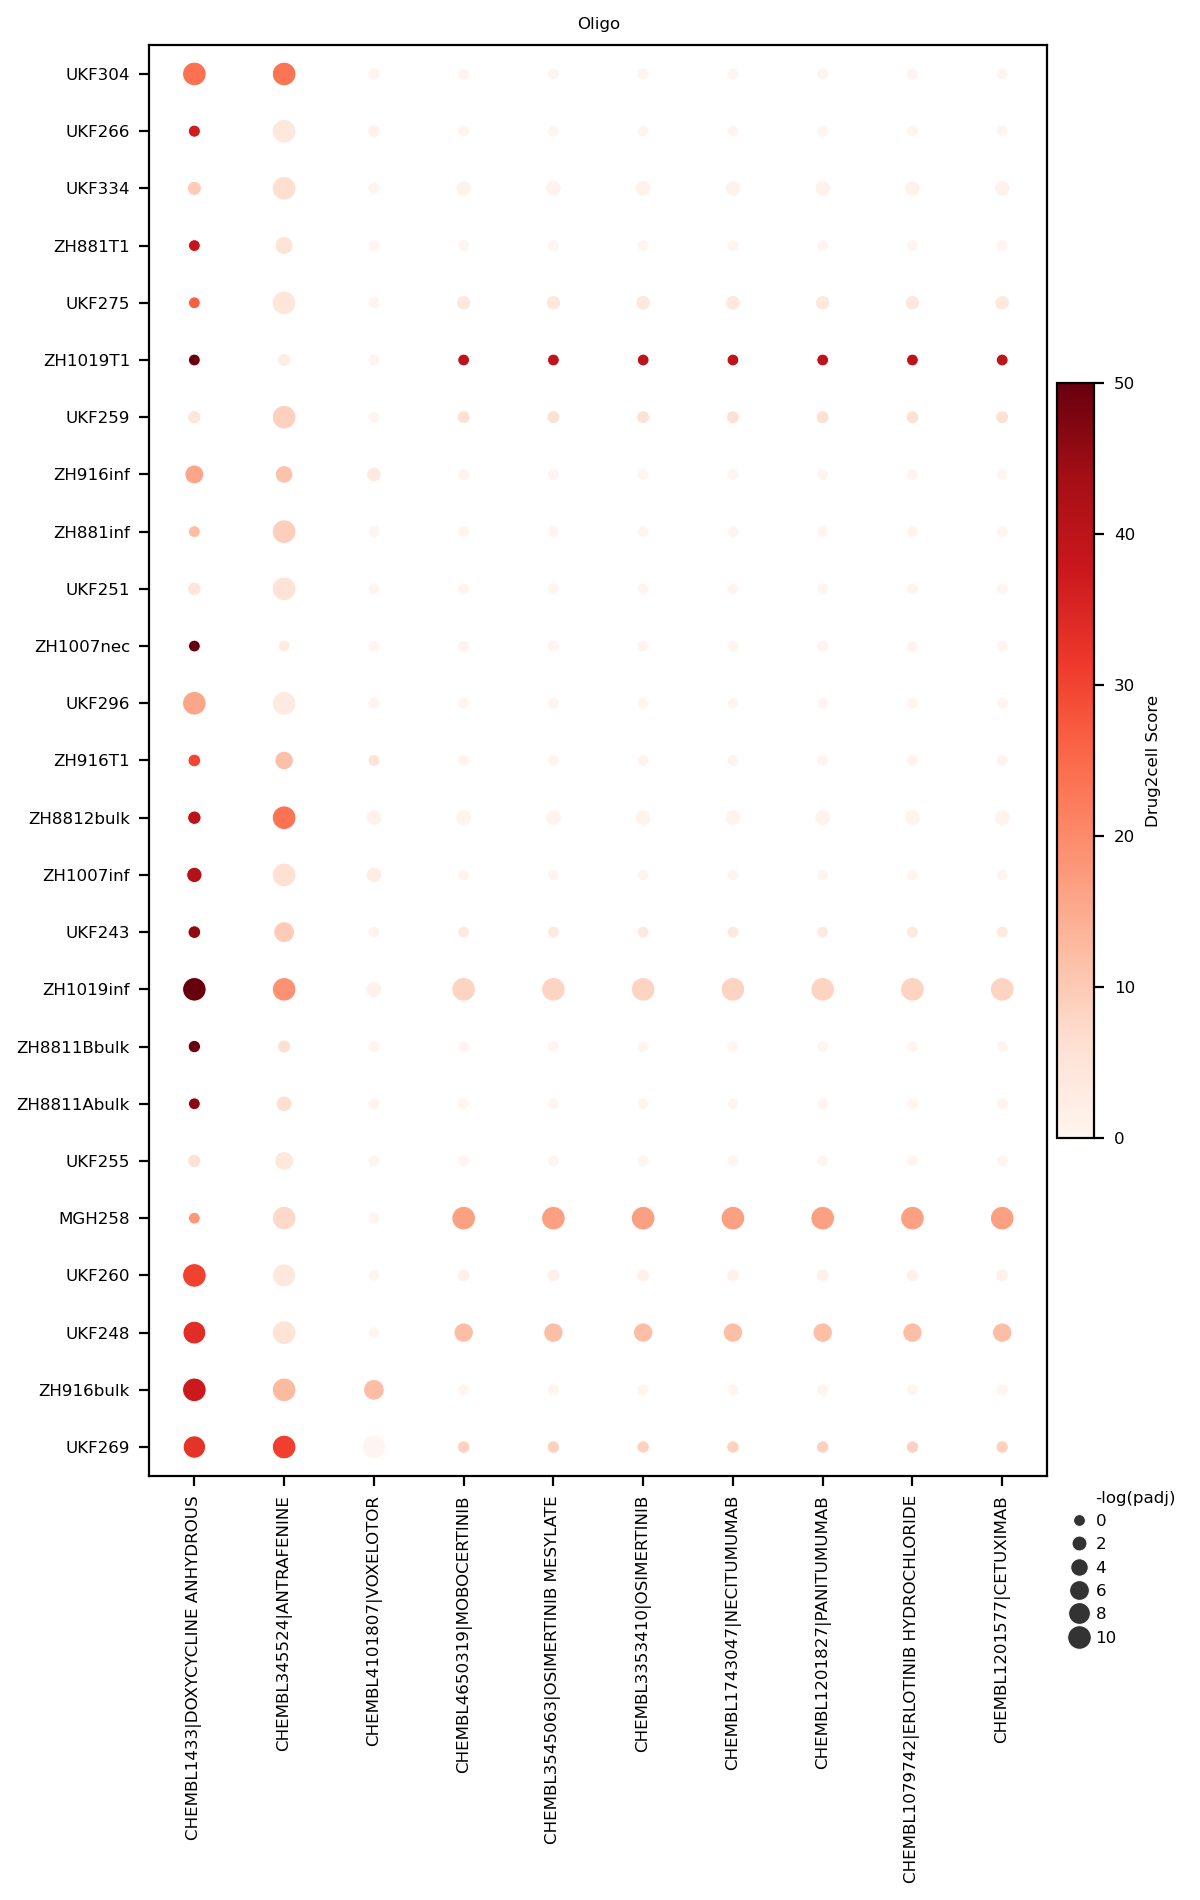 Oligo
UKF304
UKF266
UKF334
ZH881T1
UKF275
ZH1019T1
UKF259
ZH916inf
ZH881inf
UKF251
ZH1007nec
UKF296
ZH916T1
ZH8812bulk
ZH1007inf
UKF243
ZH1019inf
ZH8811Bbulk
ZH8811Abulk
UKF255
MGH258
UKF260
UKF248
ZH916bulk
UKF269
50
40
30
20
10
0
Drug2cell Score
CHEMBL1433|DOXYCYCLINE ANHYDROUS
CHEMBL345524|ANTRAFENINE
CHEMBL4101807|VOXELOTOR
CHEMBL4650319|MOBOCERTINIB
CHEMBL3545063|OSIMERTINIB MESYLATE
CHEMBL3353410|OSIMERTINIB
CHEMBL1743047|NECITUMUMAB
CHEMBL1201827|PANITUMUMAB
CHEMBL1079742|ERLOTINIB HYDROCHLORIDE
CHEMBL1201577|CETUXIMAB
-log(padj)
0
2
4
6
8
10